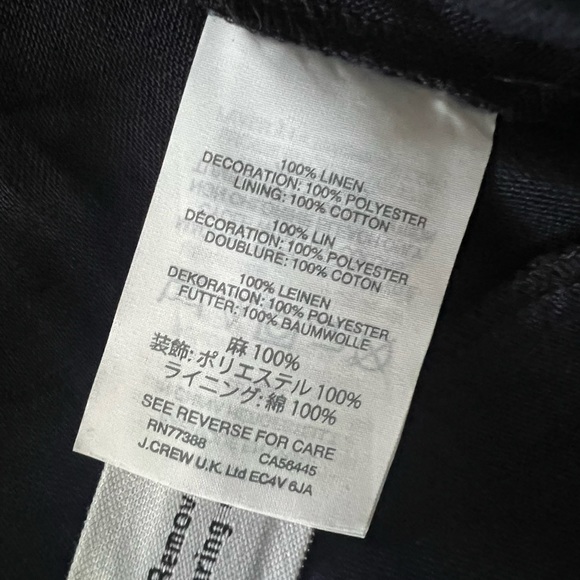 100% LINEN
DECORATION: 100% POLYESTER
LINING: 100% COTTON
100% LIN
DÉCORATION: 100% POLYESTER
DOUBLURE: 100% COTON
100% LEINEN
DEKORATION: 100% POLYESTER
FUTTER: 100% BAUMWOLLE
麻 100%
装飾: ポリエステル 100%
ライニング: 綿 100%
SEE REVERSE FOR CARE
RN77388 CA56445
J.CREW U.K. Ltd EC4V 6JA
Remov
aring